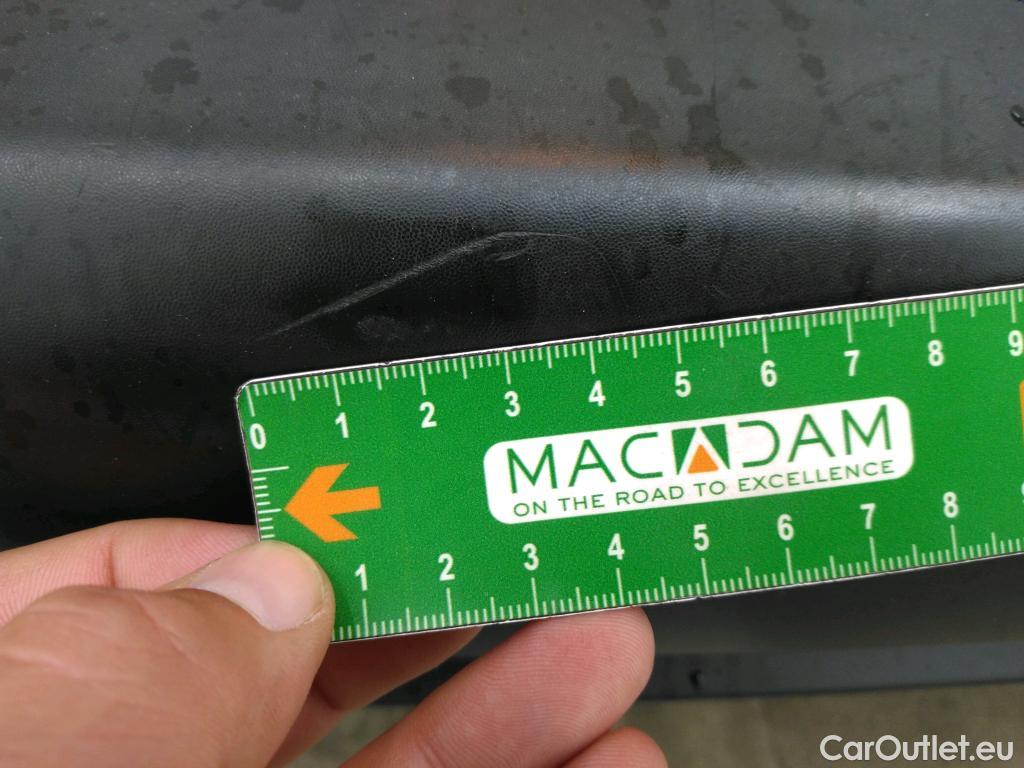 0 1 2 3 4 5 6 7 8 9
MACADAM
ON THE ROAD TO EXCELLENCE
1 2 3 4 5 6 7 8
CarOutlet.eu